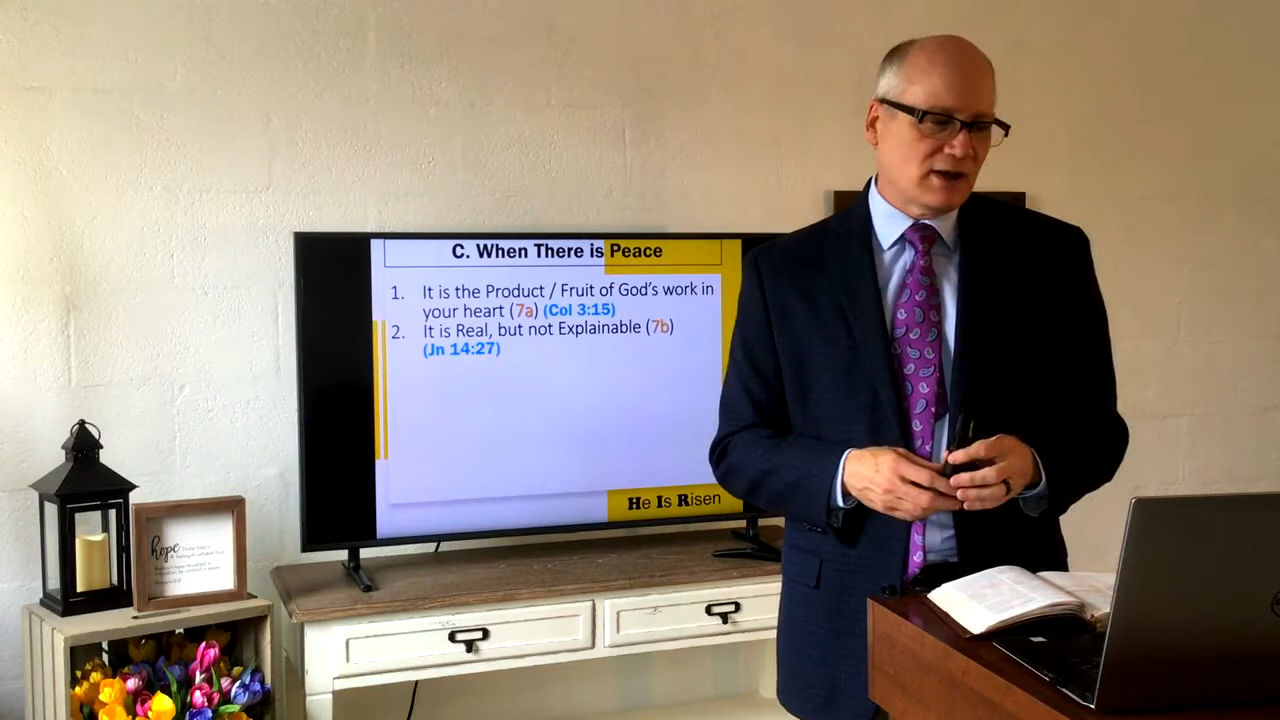 C. When There is Peace
1. It is the Product / Fruit of God's work in
your heart (7a) (Col 3:15)
2. It is Real, but not Explainable (7b)
(Jn 14:27)
He Is Risen
hope